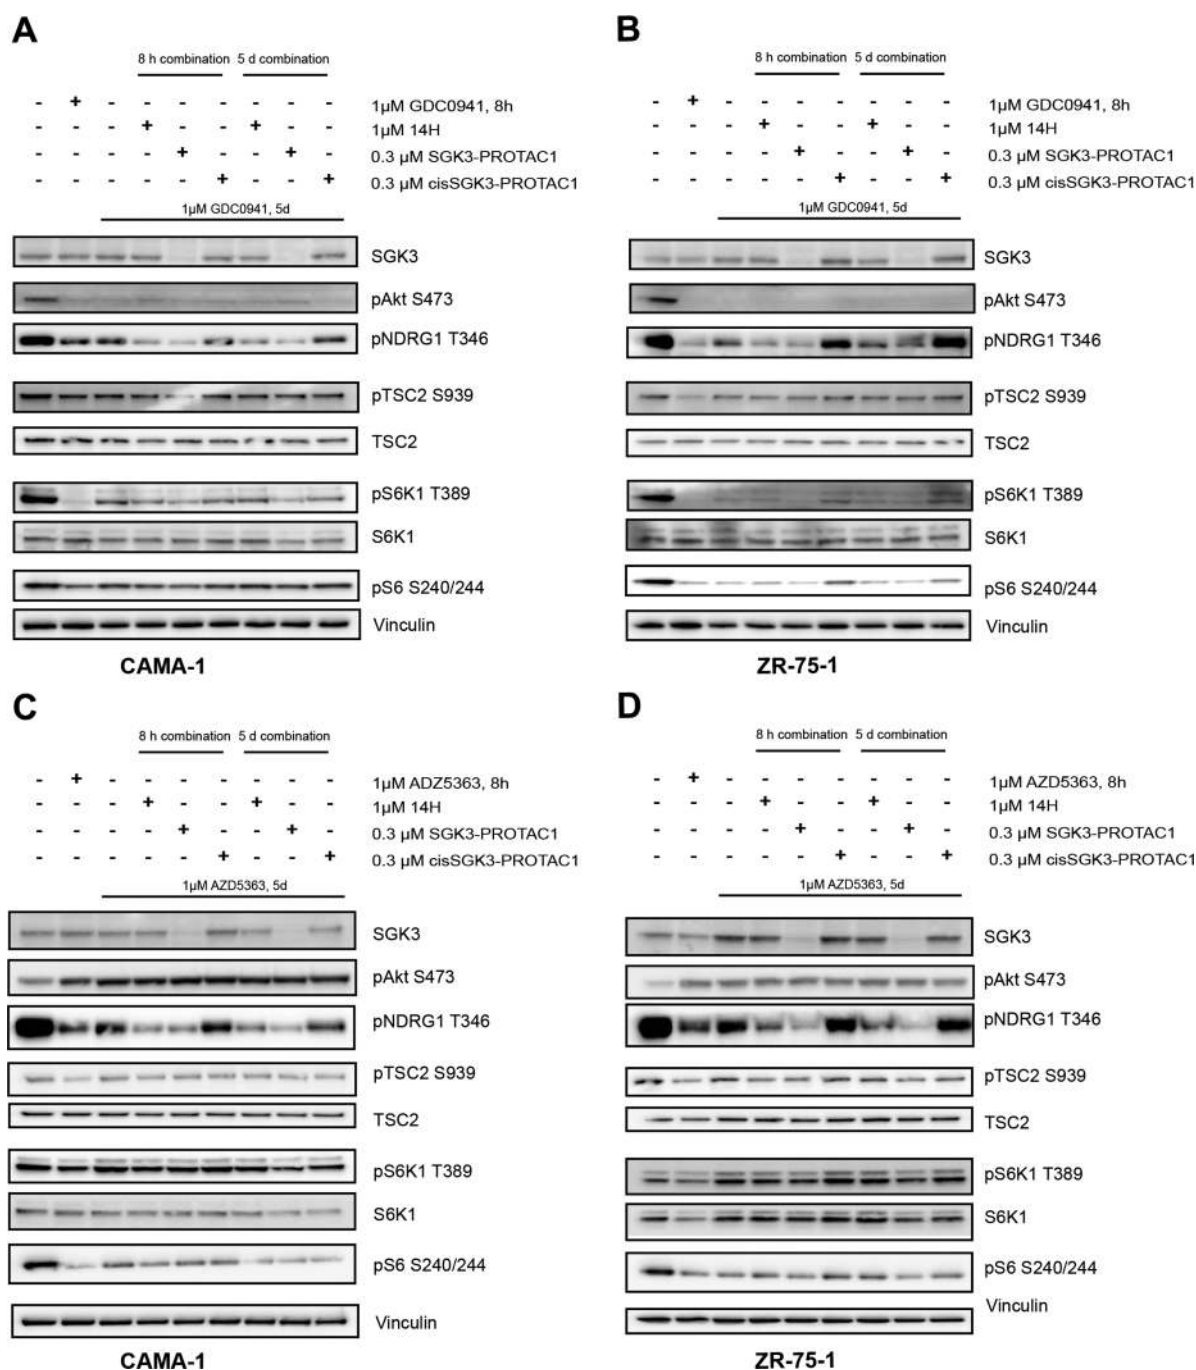 A
8 h combination 5 d combination
- + - - - - - - - 1µM GDC0941, 8h
- - - + - - + - - 1µM 14H
- - - - + - - + - 0.3 µM SGK3-PROTAC1
- - - - - + - - + 0.3 µM cisSGK3-PROTAC1
1µM GDC0941, 5d
SGK3
pAkt S473
pNDRG1 T346
pTSC2 S939
TSC2
pS6K1 T389
S6K1
pS6 S240/244
Vinculin
CAMA-1
B
8 h combination 5 d combination
- + - - - - - - - 1µM GDC0941, 8h
- - - + - - + - - 1µM 14H
- - - - + - - + - 0.3 µM SGK3-PROTAC1
- - - - - + - - + 0.3 µM cisSGK3-PROTAC1
1µM GDC0941, 5d
SGK3
pAkt S473
pNDRG1 T346
pTSC2 S939
TSC2
pS6K1 T389
S6K1
pS6 S240/244
Vinculin
ZR-75-1
C
8 h combination 5 d combination
- + - - - - - - - 1µM ADZ5363, 8h
- - - + - - + - - 1µM 14H
- - - - + - - + - 0.3 µM SGK3-PROTAC1
- - - - - + - - + 0.3 µM cisSGK3-PROTAC1
1µM AZD5363, 5d
SGK3
pAkt S473
pNDRG1 T346
pTSC2 S939
TSC2
pS6K1 T389
S6K1
pS6 S240/244
Vinculin
CAMA-1
D
8 h combination 5 d combination
- + - - - - - - - 1µM AZD5363, 8h
- - - + - - + - - 1µM 14H
- - - - + - - + - 0.3 µM SGK3-PROTAC1
- - - - - + - - + 0.3 µM cisSGK3-PROTAC1
1µM AZD5363, 5d
SGK3
pAkt S473
pNDRG1 T346
pTSC2 S939
TSC2
pS6K1 T389
S6K1
pS6 S240/244
Vinculin
ZR-75-1